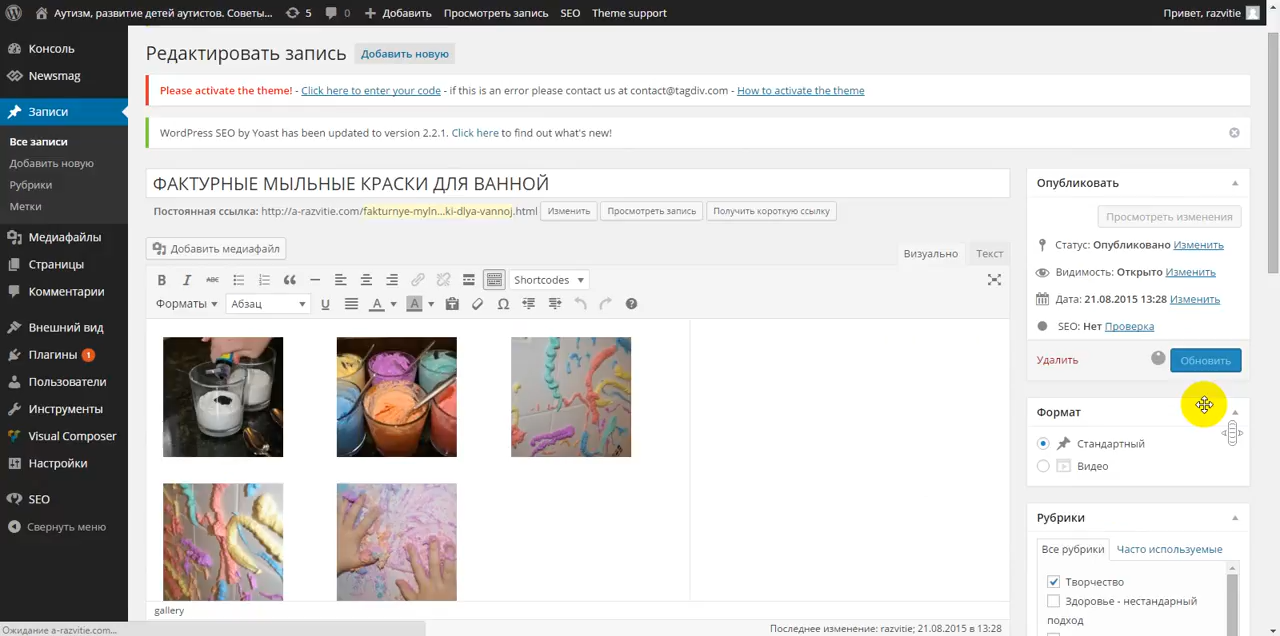 Аутизм, развитие детей аутистов. Советы... 5 0 Добавить Просмотреть запись SEO Theme support Привет, razvitie
Консоль
Newsmag
Записи
Все записи
Добавить новую
Рубрики
Метки
Медиафайлы
Страницы
Комментарии
Внешний вид
Плагины 1
Пользователи
Инструменты
Visual Composer
Настройки
SEO
Свернуть меню
Редактировать запись Добавить новую
Please activate the theme! - Click here to enter your code - if this is an error please contact us at contact@tagdiv.com - How to activate the theme
WordPress SEO by Yoast has been updated to version 2.2.1. Click here to find out what's new!
ФАКТУРНЫЕ МЫЛЬНЫЕ КРАСКИ ДЛЯ ВАННОЙ
Постоянная ссылка: http://a-razvitie.com/fakturnye-myln...ki-dlya-vannoj.html Изменить Просмотреть запись Получить короткую ссылку
Добавить медиафайл Визуально Текст
B I ABC Shortcodes
Форматы Абзац U A A Ω
gallery
Последнее изменение: razvitie; 21.08.2015 в 13:28
Опубликовать
Просмотреть изменения
Статус: Опубликовано Изменить
Видимость: Открыто Изменить
Дата: 21.08.2015 13:28 Изменить
SEO: Нет Проверка
Удалить Обновить
Формат
Стандартный
Видео
Рубрики
Все рубрики Часто используемые
Творчество
Здоровье - нестандарный
подход
Ожидание a-razvitie.com...